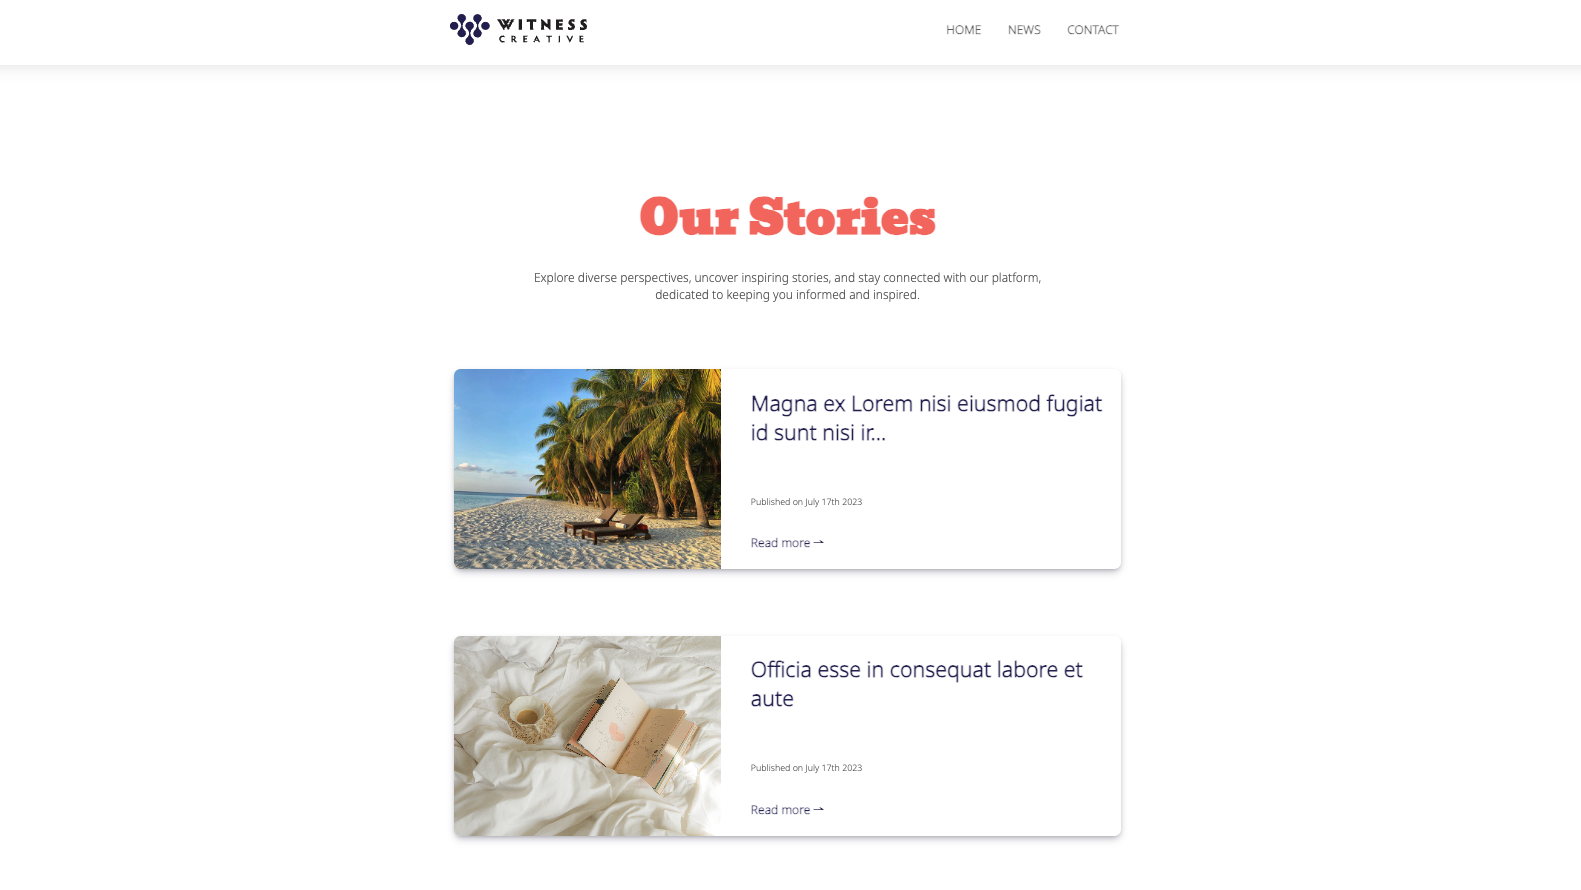 WITNESS
CREATIVE
HOME NEWS CONTACT
Our Stories
Explore diverse perspectives, uncover inspiring stories, and stay connected with our platform,
dedicated to keeping you informed and inspired.
Magna ex Lorem nisi eiusmod fugiat
id sunt nisi ir...
Published on July 17th 2023
Read more →
Officia esse in consequat labore et
aute
Published on July 17th 2023
Read more →